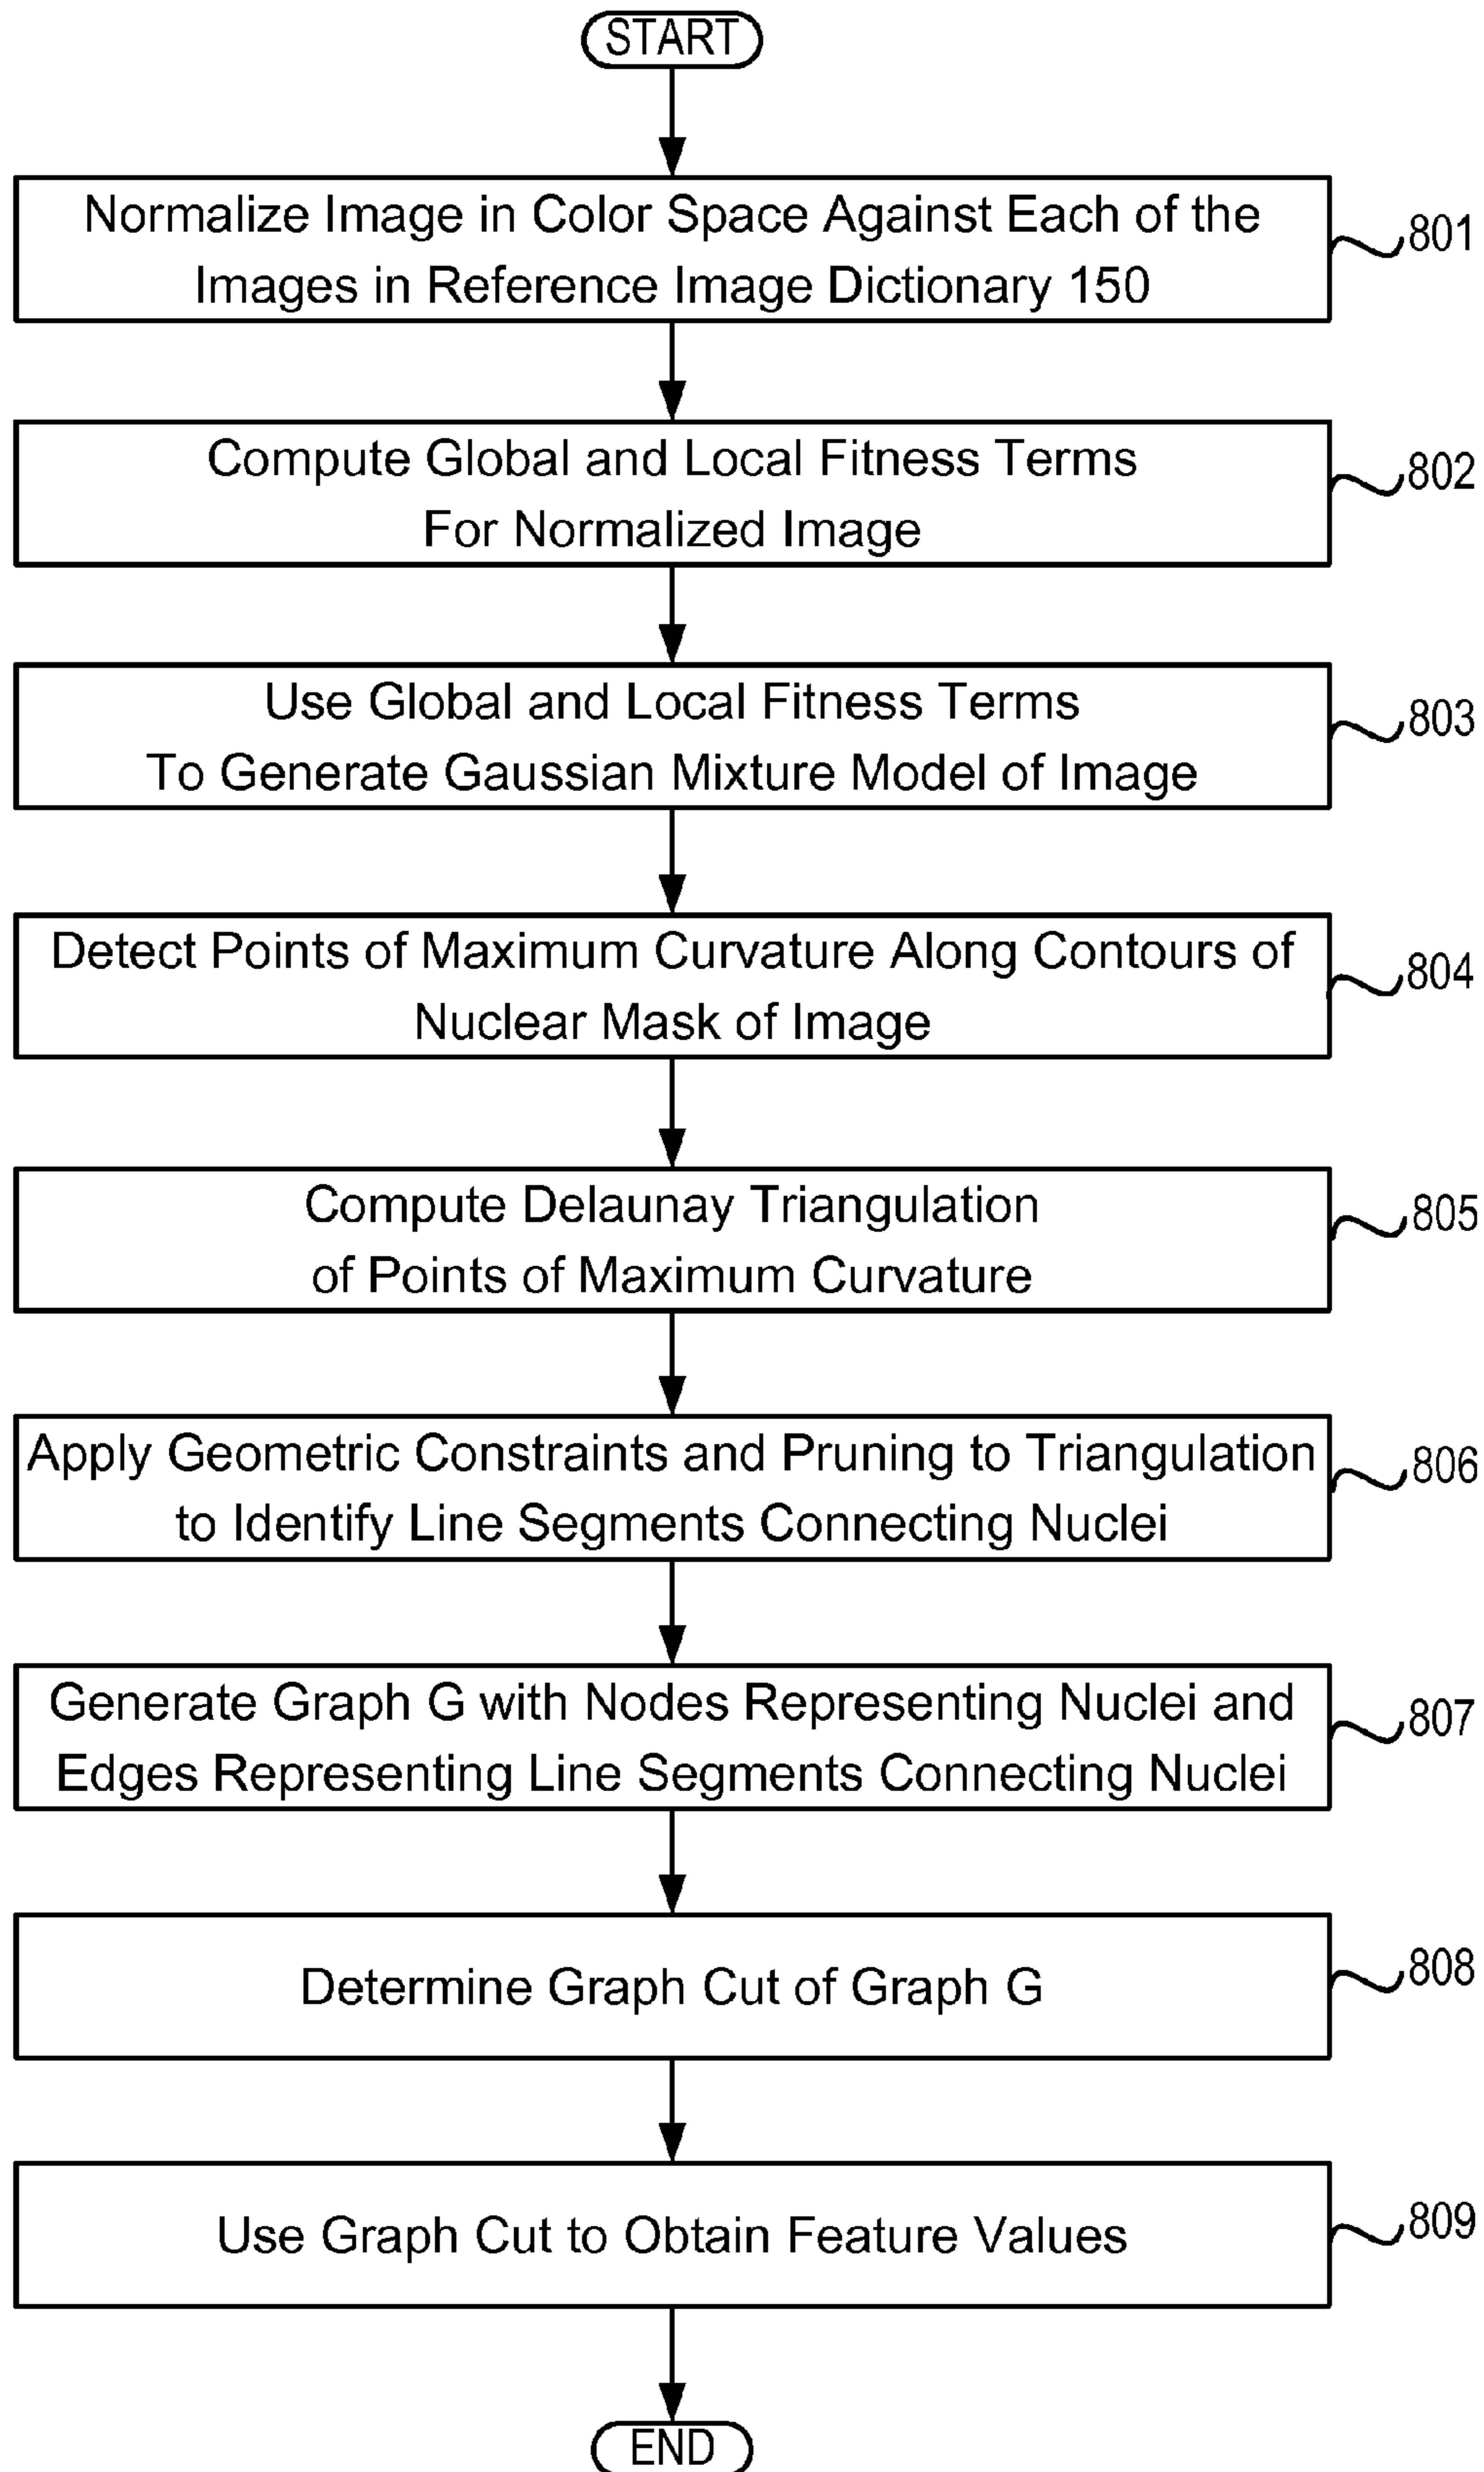 START
Normalize Image in Color Space Against Each of the
Images in Reference Image Dictionary 150
801
Compute Global and Local Fitness Terms
For Normalized Image
802
Use Global and Local Fitness Terms
To Generate Gaussian Mixture Model of Image
803
Detect Points of Maximum Curvature Along Contours of
Nuclear Mask of Image
804
Compute Delaunay Triangulation
of Points of Maximum Curvature
805
Apply Geometric Constraints and Pruning to Triangulation
to Identify Line Segments Connecting Nuclei
806
Generate Graph G with Nodes Representing Nuclei and
Edges Representing Line Segments Connecting Nuclei
807
Determine Graph Cut of Graph G
808
Use Graph Cut to Obtain Feature Values
809
END